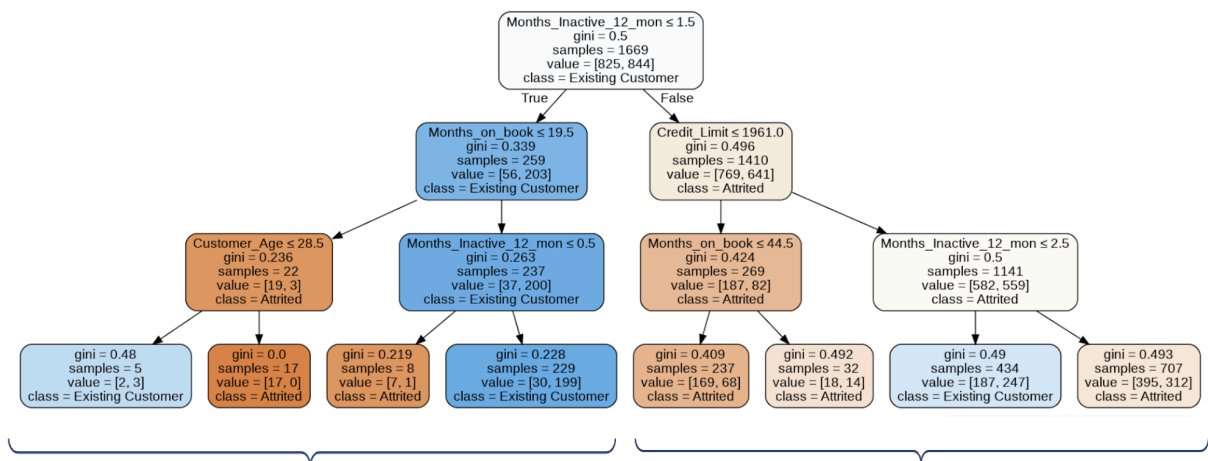 Months_Inactive_12_mon ≤ 1.5
gini = 0.5
samples = 1669
value = [825, 844]
class = Existing Customer
True
False
Months_on_book ≤ 19.5
gini = 0.339
samples = 259
value = [56, 203]
class = Existing Customer
Credit_Limit ≤ 1961.0
gini = 0.496
samples = 1410
value = [769, 641]
class = Attrited
Customer_Age ≤ 28.5
gini = 0.236
samples = 22
value = [19, 3]
class = Attrited
Months_Inactive_12_mon ≤ 0.5
gini = 0.263
samples = 237
value = [37, 200]
class = Existing Customer
Months_on_book ≤ 44.5
gini = 0.424
samples = 269
value = [187, 82]
class = Attrited
Months_Inactive_12_mon ≤ 2.5
gini = 0.5
samples = 1141
value = [582, 559]
class = Attrited
gini = 0.48
samples = 5
value = [2, 3]
class = Existing Customer
gini = 0.0
samples = 17
value = [17, 0]
class = Attrited
gini = 0.219
samples = 8
value = [7, 1]
class = Attrited
gini = 0.228
samples = 229
value = [30, 199]
class = Existing Customer
gini = 0.409
samples = 237
value = [169, 68]
class = Attrited
gini = 0.492
samples = 32
value = [18, 14]
class = Attrited
gini = 0.49
samples = 434
value = [187, 247]
class = Existing Customer
gini = 0.493
samples = 707
value = [395, 312]
class = Attrited